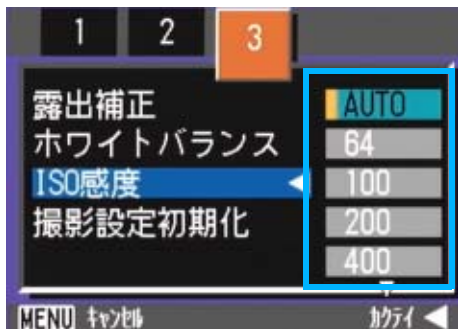 1 2 3
露出補正 AUTO
ホワイトバランス 64
ISO感度 100
撮影設定初期化 200
400
MENU キャンセル カクテイ